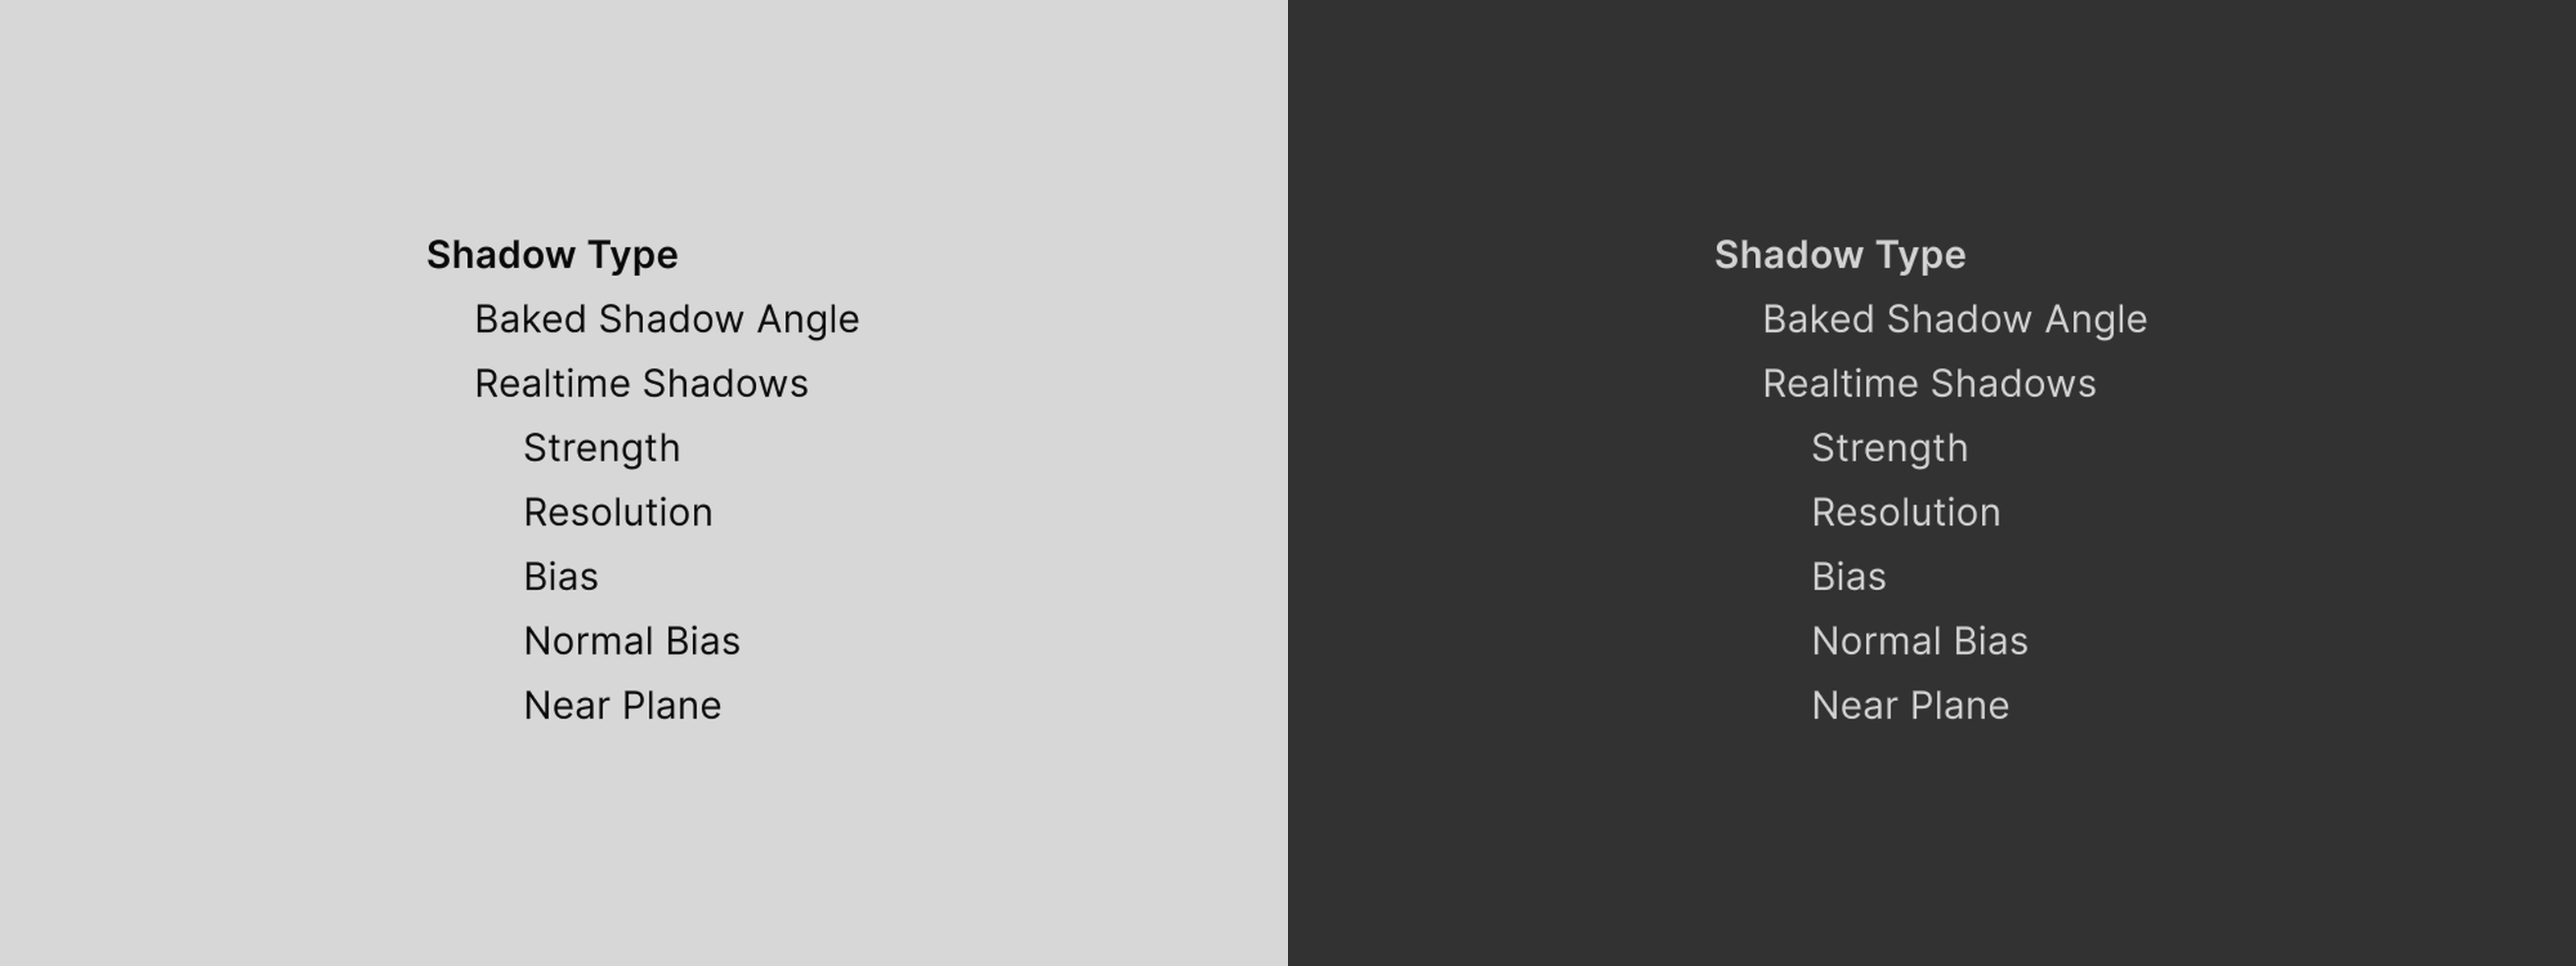 Shadow Type
Baked Shadow Angle
Realtime Shadows
Strength
Resolution
Bias
Normal Bias
Near Plane
Shadow Type
Baked Shadow Angle
Realtime Shadows
Strength
Resolution
Bias
Normal Bias
Near Plane